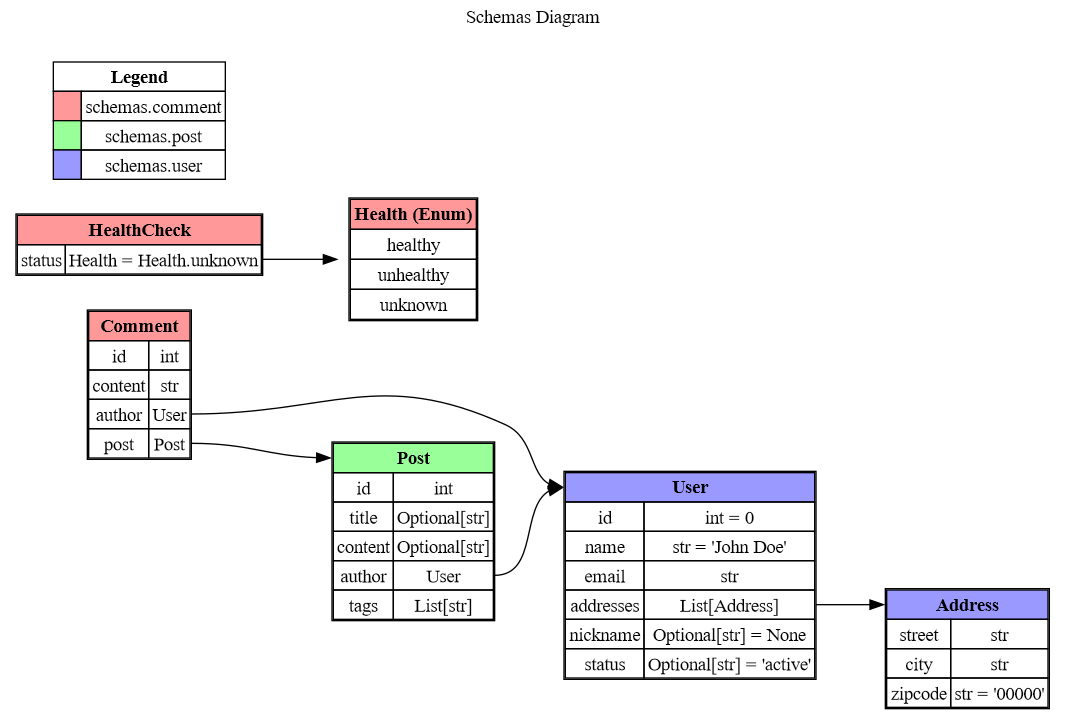 Schemas Diagram
Legend
schemas.comment
schemas.post
schemas.user
HealthCheck
status Health = Health.unknown
Health (Enum)
healthy
unhealthy
unknown
Comment
id int
content str
author User
post Post
Post
id int
title Optional[str]
content Optional[str]
author User
tags List[str]
User
id int = 0
name str = 'John Doe'
email str
addresses List[Address]
nickname Optional[str] = None
status Optional[str] = 'active'
Address
street str
city str
zipcode str = '00000'